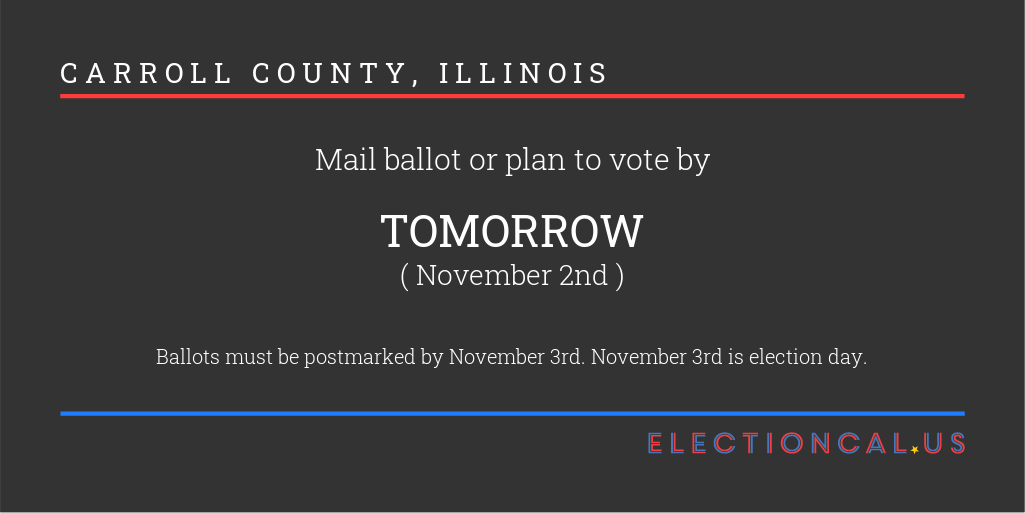 CARROLL COUNTY, ILLINOIS
Mail ballot or plan to vote by
TOMORROW
( November 2nd )
Ballots must be postmarked by November 3rd. November 3rd is election day.
ELECTIONCAL.US